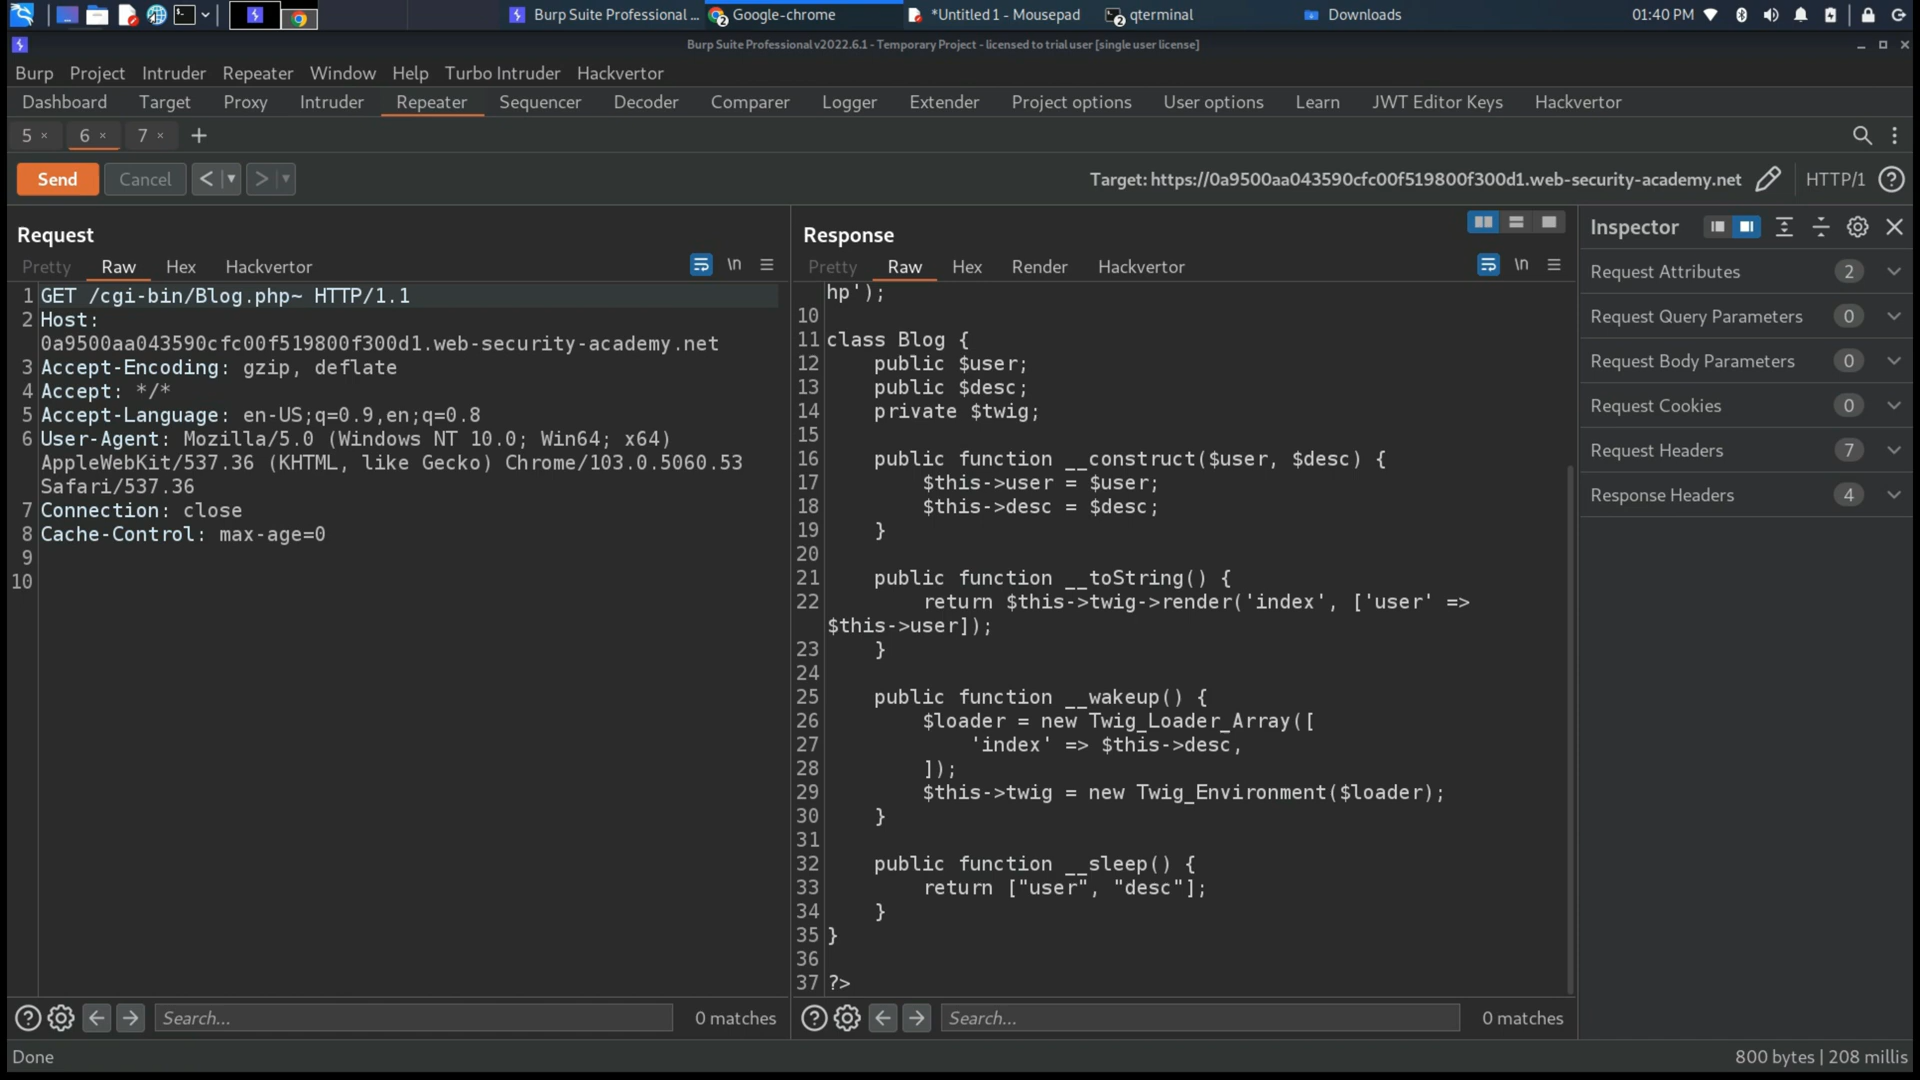 Burp Suite Professional ...
Google-chrome
*Untitled 1 - Mousepad
qterminal
Downloads
01:40 PM
Burp Suite Professional v2022.6.1 - Temporary Project - licensed to trial user [single user license]
Burp Project Intruder Repeater Window Help Turbo Intruder Hackvertor
Dashboard Target Proxy Intruder Repeater Sequencer Decoder Comparer Logger Extender Project options User options Learn JWT Editor Keys Hackvertor
5 × 6 × 7 × +
Send Cancel < > Target: https://0a9500aa043590cfc00f519800f300d1.web-security-academy.net HTTP/1 ?
Request
Pretty Raw Hex Hackvertor \n
1 GET /cgi-bin/Blog.php~ HTTP/1.1
2 Host:
0a9500aa043590cfc00f519800f300d1.web-security-academy.net
3 Accept-Encoding: gzip, deflate
4 Accept: */*
5 Accept-Language: en-US;q=0.9,en;q=0.8
6 User-Agent: Mozilla/5.0 (Windows NT 10.0; Win64; x64)
AppleWebKit/537.36 (KHTML, like Gecko) Chrome/103.0.5060.53
Safari/537.36
7 Connection: close
8 Cache-Control: max-age=0
9
10
Search... 0 matches
Response
Pretty Raw Hex Render Hackvertor \n
hp');
10
11 class Blog {
12 public $user;
13 public $desc;
14 private $twig;
15
16 public function __construct($user, $desc) {
17 $this->user = $user;
18 $this->desc = $desc;
19 }
20
21 public function __toString() {
22 return $this->twig->render('index', ['user' =>
$this->user]);
23 }
24
25 public function __wakeup() {
26 $loader = new Twig_Loader_Array([
27 'index' => $this->desc,
28 ]);
29 $this->twig = new Twig_Environment($loader);
30 }
31
32 public function __sleep() {
33 return ["user", "desc"];
34 }
35 }
36
37 ?>
Search... 0 matches
Inspector
Request Attributes 2
Request Query Parameters 0
Request Body Parameters 0
Request Cookies 0
Request Headers 7
Response Headers 4
Done
800 bytes | 208 millis